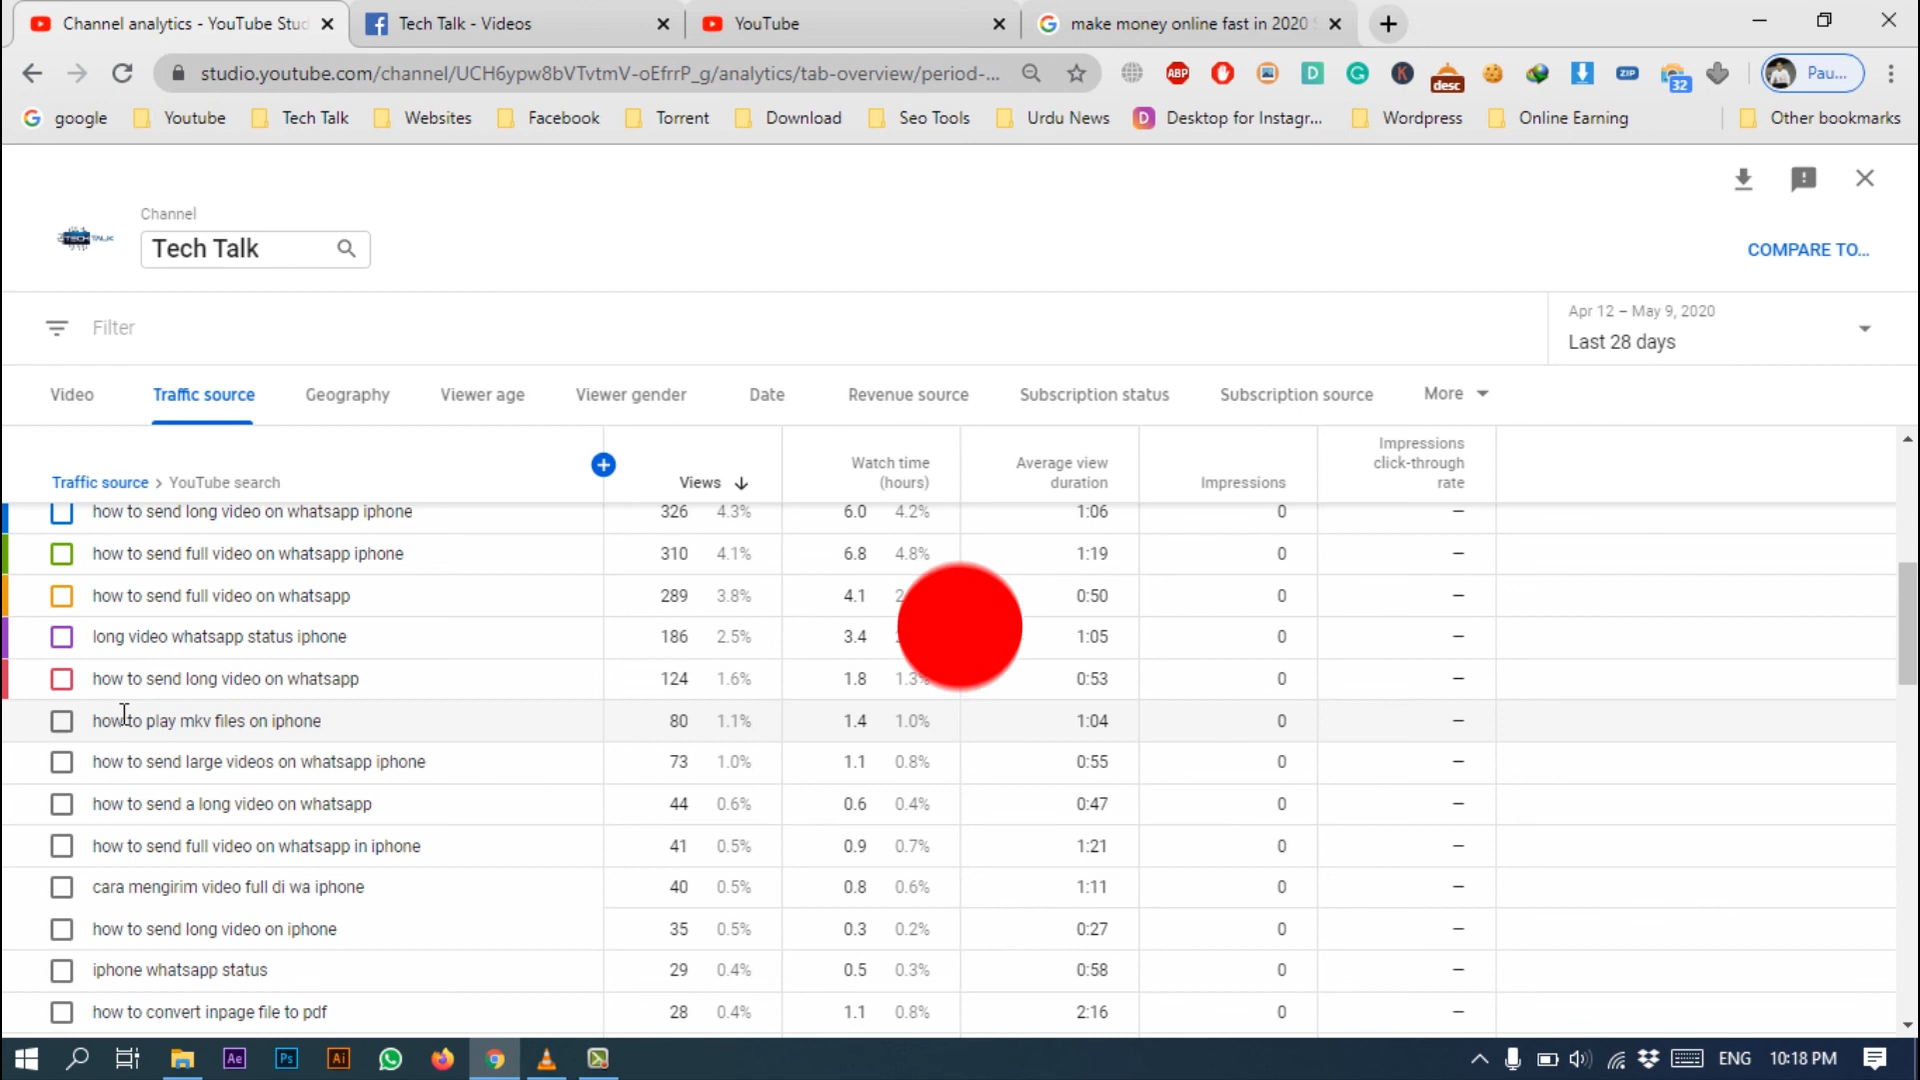 Channel analytics - YouTube Stud
Tech Talk - Videos
YouTube
make money online fast in 2020
studio.youtube.com/channel/UCH6ypw8bVTvtmV-oEfrrP_g/analytics/tab-overview/period-...
ABP
D
G
K
desc
ZIP
32
Pau...
google
Youtube
Tech Talk
Websites
Facebook
Torrent
Download
Seo Tools
Urdu News
D
Desktop for Instagr...
Wordpress
Online Earning
Other bookmarks
Channel
Tech Talk
COMPARE TO...
Filter
Apr 12 – May 9, 2020
Last 28 days
Video Traffic source Geography Viewer age Viewer gender Date Revenue source Subscription status Subscription source More
Traffic source > YouTube search
Views
Watch time
(hours)
Average view
duration
Impressions
Impressions
click-through
rate
how to send long video on whatsapp iphone 326 4.3% 6.0 4.2% 1:06 0 –
how to send full video on whatsapp iphone 310 4.1% 6.8 4.8% 1:19 0 –
how to send full video on whatsapp 289 3.8% 4.1 0:50 0 –
long video whatsapp status iphone 186 2.5% 3.4 1:05 0 –
how to send long video on whatsapp 124 1.6% 1.8 1.3% 0:53 0 –
how to play mkv files on iphone 80 1.1% 1.4 1.0% 1:04 0 –
how to send large videos on whatsapp iphone 73 1.0% 1.1 0.8% 0:55 0 –
how to send a long video on whatsapp 44 0.6% 0.6 0.4% 0:47 0 –
how to send full video on whatsapp in iphone 41 0.5% 0.9 0.7% 1:21 0 –
cara mengirim video full di wa iphone 40 0.5% 0.8 0.6% 1:11 0 –
how to send long video on iphone 35 0.5% 0.3 0.2% 0:27 0 –
iphone whatsapp status 29 0.4% 0.5 0.3% 0:58 0 –
how to convert inpage file to pdf 28 0.4% 1.1 0.8% 2:16 0 –
Ae
Ps
Ai
ENG
10:18 PM